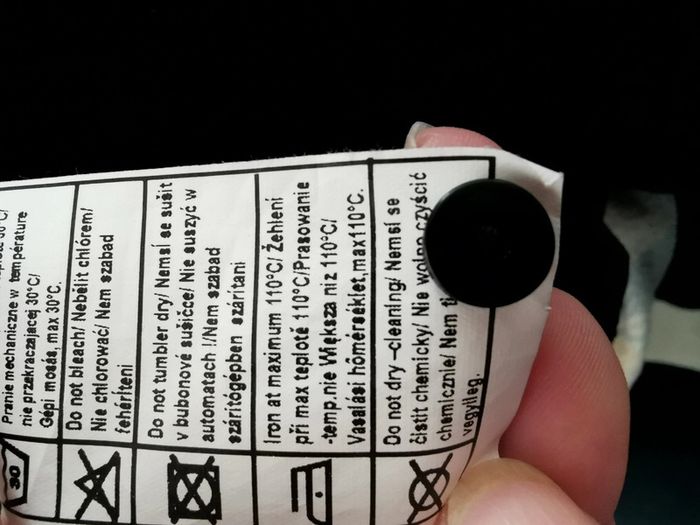 Pranie mechaniczne w temperature
nie przekraczającej 30°C/
Gépi mosás, max 30°C.
30
Do not bleach/ Nebělit chlórem/
Nie chlorować/ Nem szabad
fehéríteni
Do not tumbler dry/ Nemsí se sušit
v bubonové sušičce/ Nie suszyć w
automatach !/Nem szabad
szárítógépben szárítani
Iron at maximum 110°C/ Žehlení
při max teplotě 110°C/Prasowanie
-temp.nie Większa niz 110°C/
Vasalási hőmérséklet,max110°C.
Do not dry –cleaning/ Nemsí se
čistit chemicky/ Nie wolno czyścić
chemicznie/ Nem
vegyileg.